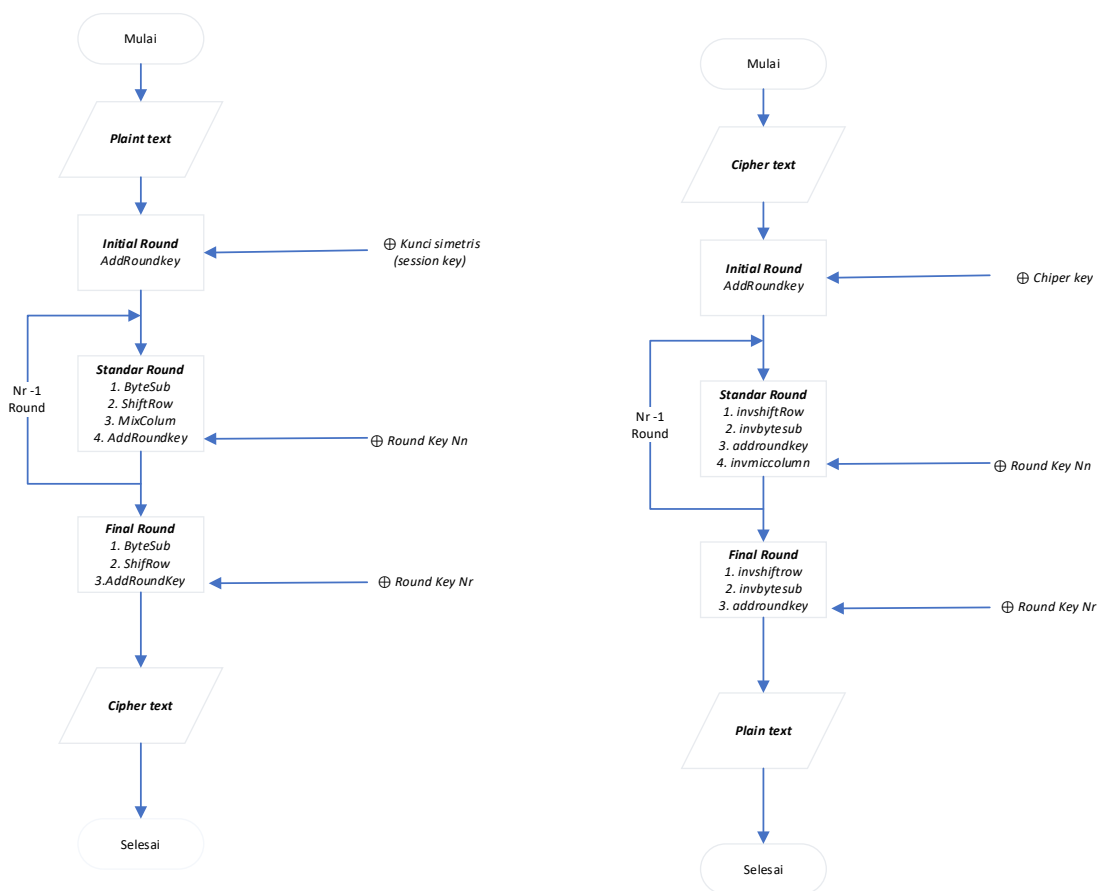 Mulai
Plaint text
Initial Round
AddRoundkey
⊕ Kunci simetris
(session key)
Nr -1
Round
Standar Round
1. ByteSub
2. ShiftRow
3. MixColum
4. AddRoundkey
⊕ Round Key Nn
Final Round
1. ByteSub
2. ShifRow
3.AddRoundKey
⊕ Round Key Nr
Cipher text
Selesai
Mulai
Cipher text
Initial Round
AddRoundkey
⊕ Chiper key
Nr -1
Round
Standar Round
1. invshiftRow
2. invbytesub
3. addroundkey
4. invmiccolumn
⊕ Round Key Nn
Final Round
1. invshiftrow
2. invbytesub
3. addroundkey
⊕ Round Key Nr
Plain text
Selesai